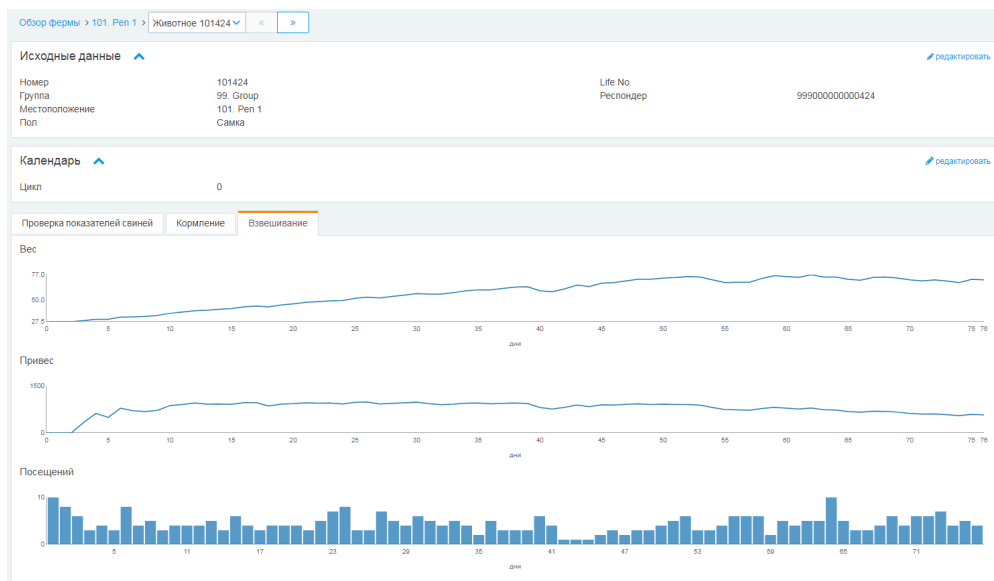 Обзор фермы > 101. Pen 1 > Животное 101424 « »
Исходные данные редактировать
Номер 101424 Life No
Группа 99. Group Респондер 999000000000424
Местоположение 101. Pen 1
Пол Самка
Календарь редактировать
Цикл 0
Проверка показателей свиней Кормление Взвешивание
Вес
77.0
50.0
27.5
0 5 10 15 20 25 30 35 40 45 50 55 60 65 70 75 76
дни
Привес
1500
0
0 5 10 15 20 25 30 35 40 45 50 55 60 65 70 75 76
дни
Посещений
10
0
5 11 17 23 29 35 41 47 53 59 65 71
дни